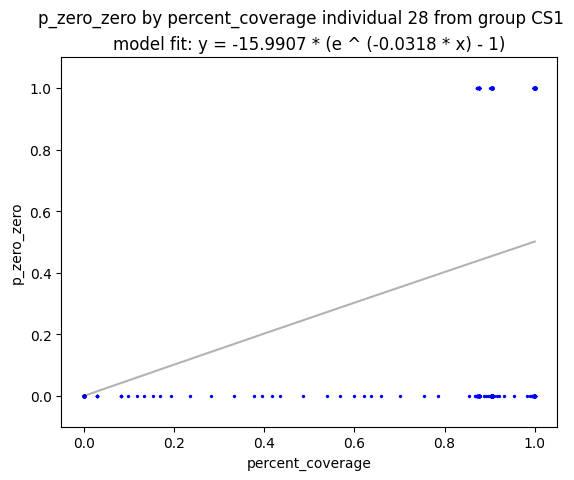 p_zero_zero by percent_coverage individual 28 from group CS1
model fit: y = -15.9907 * (e ^ (-0.0318 * x) - 1)
1.0
0.8
0.6
0.4
0.2
0.0
p_zero_zero
0.0 0.2 0.4 0.6 0.8 1.0
percent_coverage